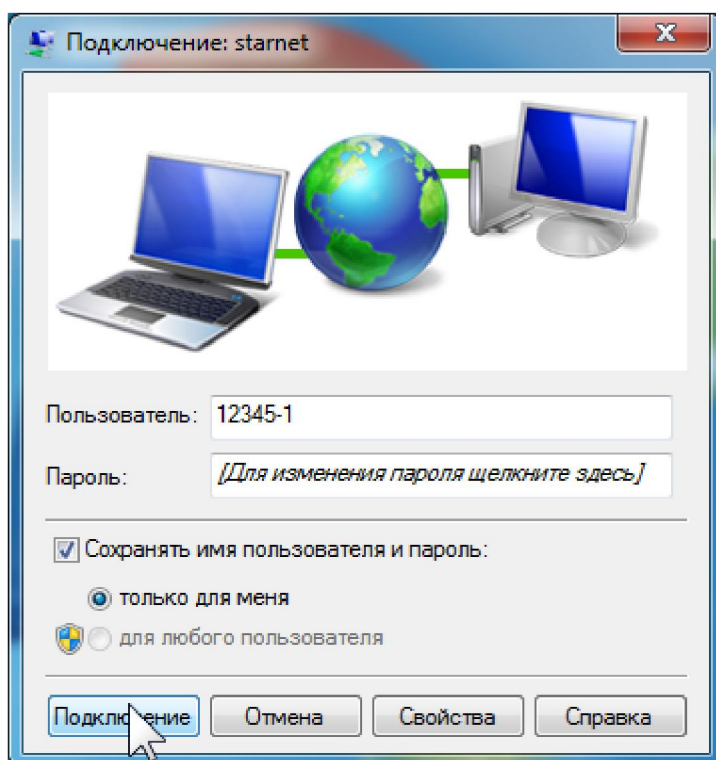 Подключение: starnet
Пользователь: 12345-1
Пароль: [Для изменения пароля щелкните здесь]
Сохранять имя пользователя и пароль:
только для меня
для любого пользователя
Подключение Отмена Свойства Справка